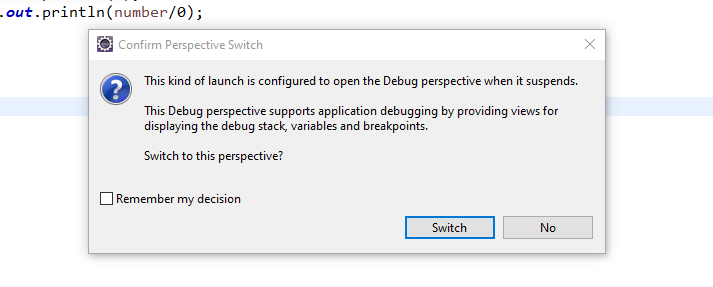 .out.println(number/0);
Confirm Perspective Switch
This kind of launch is configured to open the Debug perspective when it suspends.
This Debug perspective supports application debugging by providing views for
displaying the debug stack, variables and breakpoints.
Switch to this perspective?
Remember my decision
Switch
No